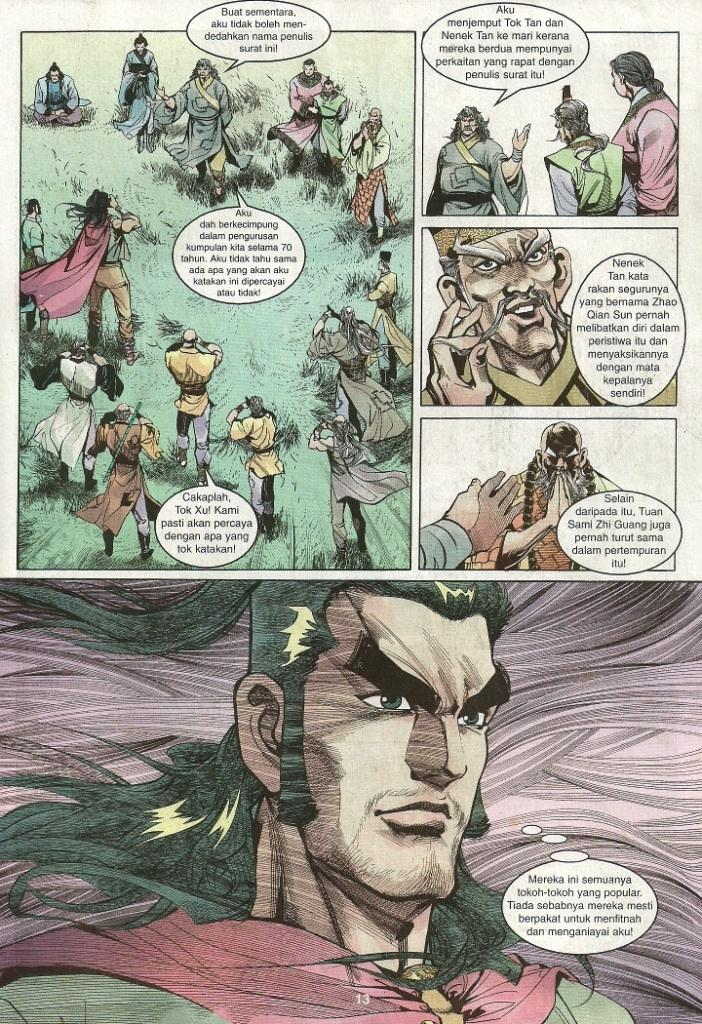 Buat sementara,
aku tidak boleh men-
dedahkan nama penulis
surat ini!
Aku
dah berkecimpung
dalam pengurusan
kumpulan kita selama 70
tahun. Aku tidak tahu sama
ada apa yang akan aku
katakan ini dipercayai
atau tidak!
Cakaplah,
Tok Xu! Kami
pasti akan percaya
dengan apa yang
tok katakan!
Aku
menjemput Tok Tan dan
Nenek Tan ke mari kerana
mereka berdua mempunyai
perkaitan yang rapat dengan
penulis surat itu!
Nenek
Tan kata
rakan segurunya
yang bernama Zhao
Qian Sun pernah
melibatkan diri dalam
peristiwa itu dan
menyaksikannya
dengan mata
kepalanya
sendiri!
Selain
daripada itu, Tuan
Sami Zhi Guang juga
pernah turut sama
dalam pertempuran
itu!
Mereka ini semuanya
tokoh-tokoh yang popular.
Tiada sebabnya mereka mesti
berpakat untuk menfitnah
dan menganiayai aku!
13